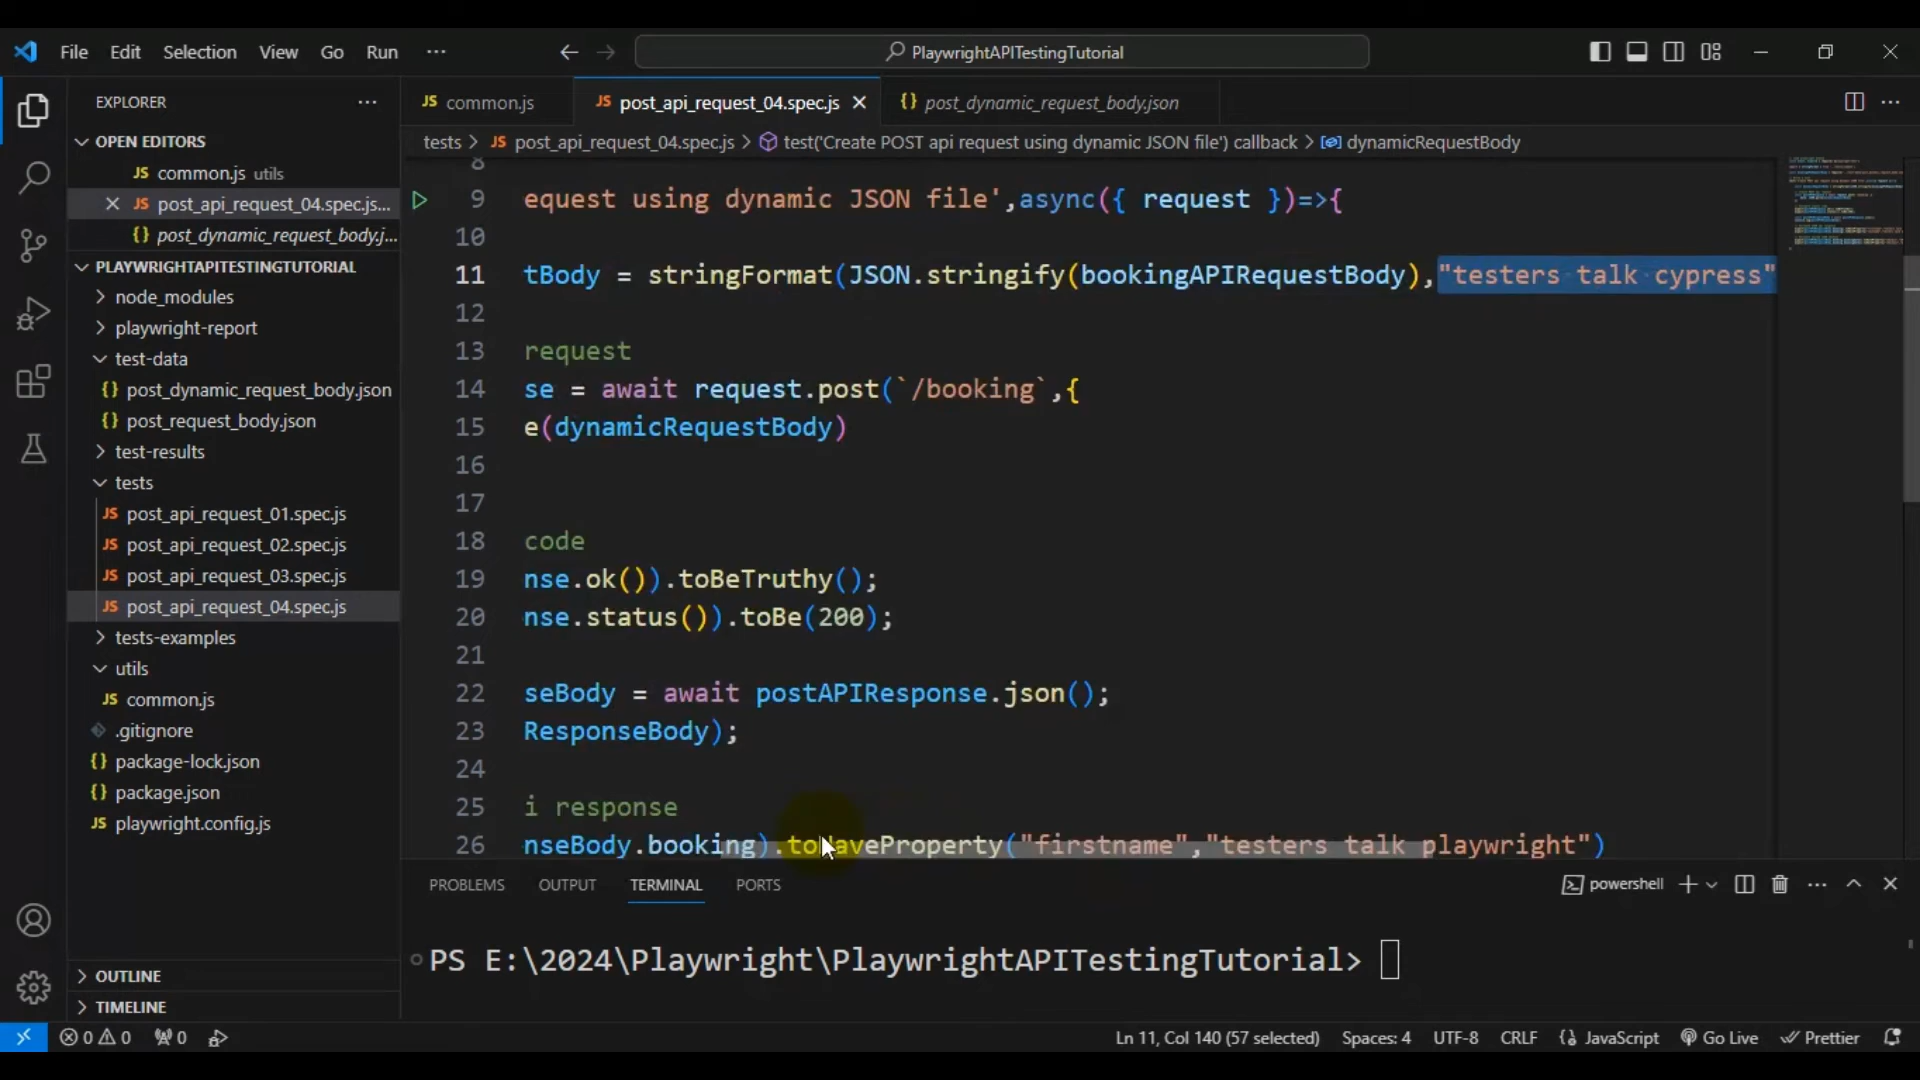 File Edit Selection View Go Run ···
PlaywrightAPITestingTutorial
EXPLORER ···
OPEN EDITORS
JS common.js utils
JS post_api_request_04.spec.js...
{} post_dynamic_request_body.j...
PLAYWRIGHTAPITESTINGTUTORIAL
node_modules
playwright-report
test-data
{} post_dynamic_request_body.json
{} post_request_body.json
test-results
tests
JS post_api_request_01.spec.js
JS post_api_request_02.spec.js
JS post_api_request_03.spec.js
JS post_api_request_04.spec.js
tests-examples
utils
JS common.js
.gitignore
{} package-lock.json
{} package.json
JS playwright.config.js
OUTLINE
TIMELINE
JS common.js JS post_api_request_04.spec.js {} post_dynamic_request_body.json ···
tests > JS post_api_request_04.spec.js > test('Create POST api request using dynamic JSON file') callback > dynamicRequestBody
8
9 equest using dynamic JSON file',async({ request })=>{
10
11 tBody = stringFormat(JSON.stringify(bookingAPIRequestBody),"testers talk cypress"
12
13 request
14 se = await request.post(`/booking`,{
15 e(dynamicRequestBody)
16
17
18 code
19 nse.ok()).toBeTruthy();
20 nse.status()).toBe(200);
21
22 seBody = await postAPIResponse.json();
23 ResponseBody);
24
25 i response
26 nseBody.booking).toHaveProperty("firstname","testers talk playwright")
PROBLEMS OUTPUT TERMINAL PORTS powershell ···
PS E:\2024\Playwright\PlaywrightAPITestingTutorial>
0 0 0 Ln 11, Col 140 (57 selected) Spaces: 4 UTF-8 CRLF {} JavaScript Go Live Prettier